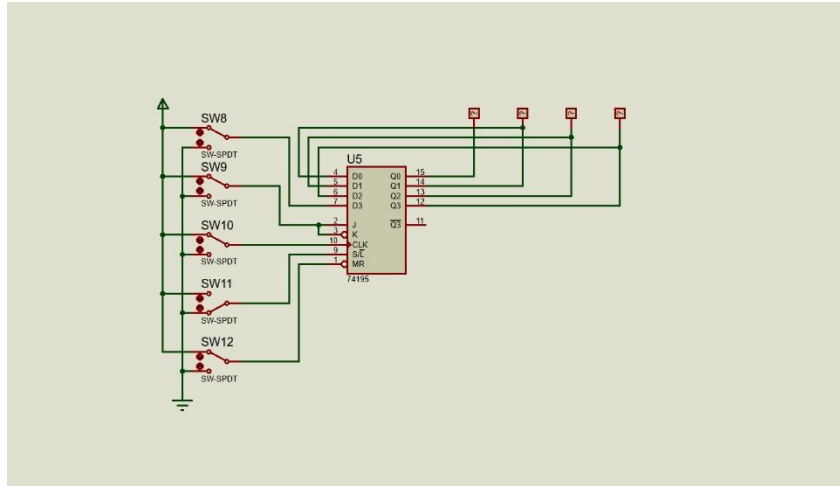 SW8
SW-SPDT
SW9
SW-SPDT
SW10
SW-SPDT
SW11
SW-SPDT
SW12
SW-SPDT
? ? ? ?
U5
4 D0 Q0 15
5 D1 Q1 14
6 D2 Q2 13
7 D3 Q3 12
2 J Q3 11
3 K
10 CLK
9 S/L
1 MR
74195